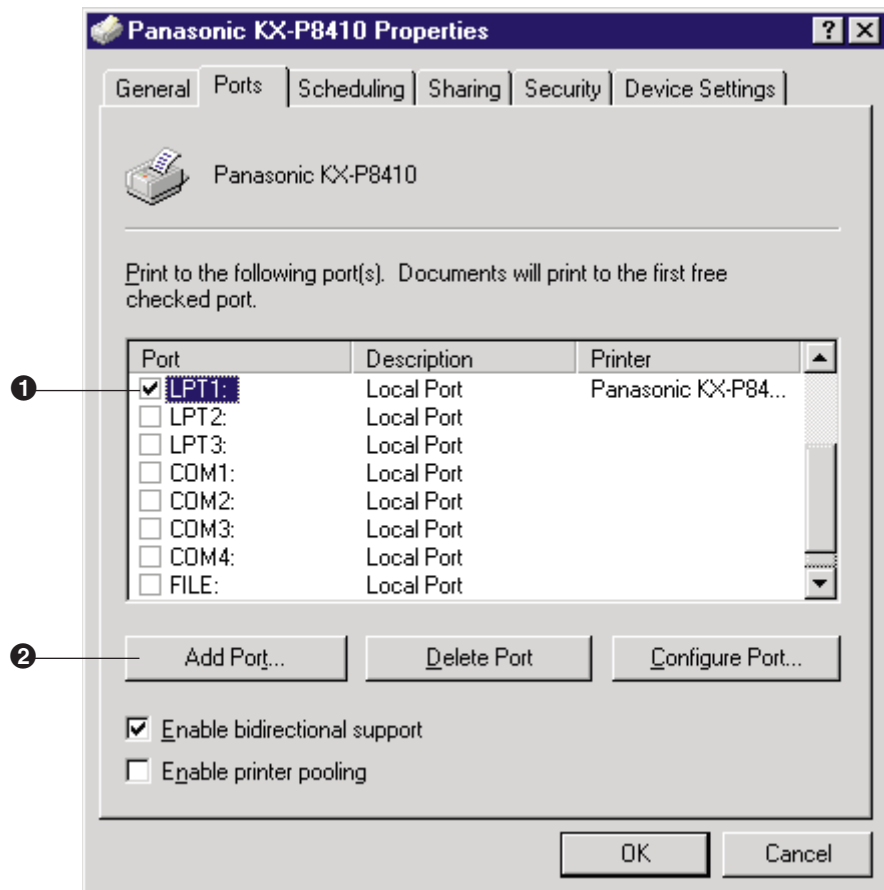 Panasonic KX-P8410 Properties
General Ports Scheduling Sharing Security Device Settings
Panasonic KX-P8410
Print to the following port(s). Documents will print to the first free
checked port.
Port Description Printer
❶ LPT1: Local Port Panasonic KX-P84...
LPT2: Local Port
LPT3: Local Port
COM1: Local Port
COM2: Local Port
COM3: Local Port
COM4: Local Port
FILE: Local Port
❷ Add Port... Delete Port Configure Port...
Enable bidirectional support
Enable printer pooling
OK Cancel